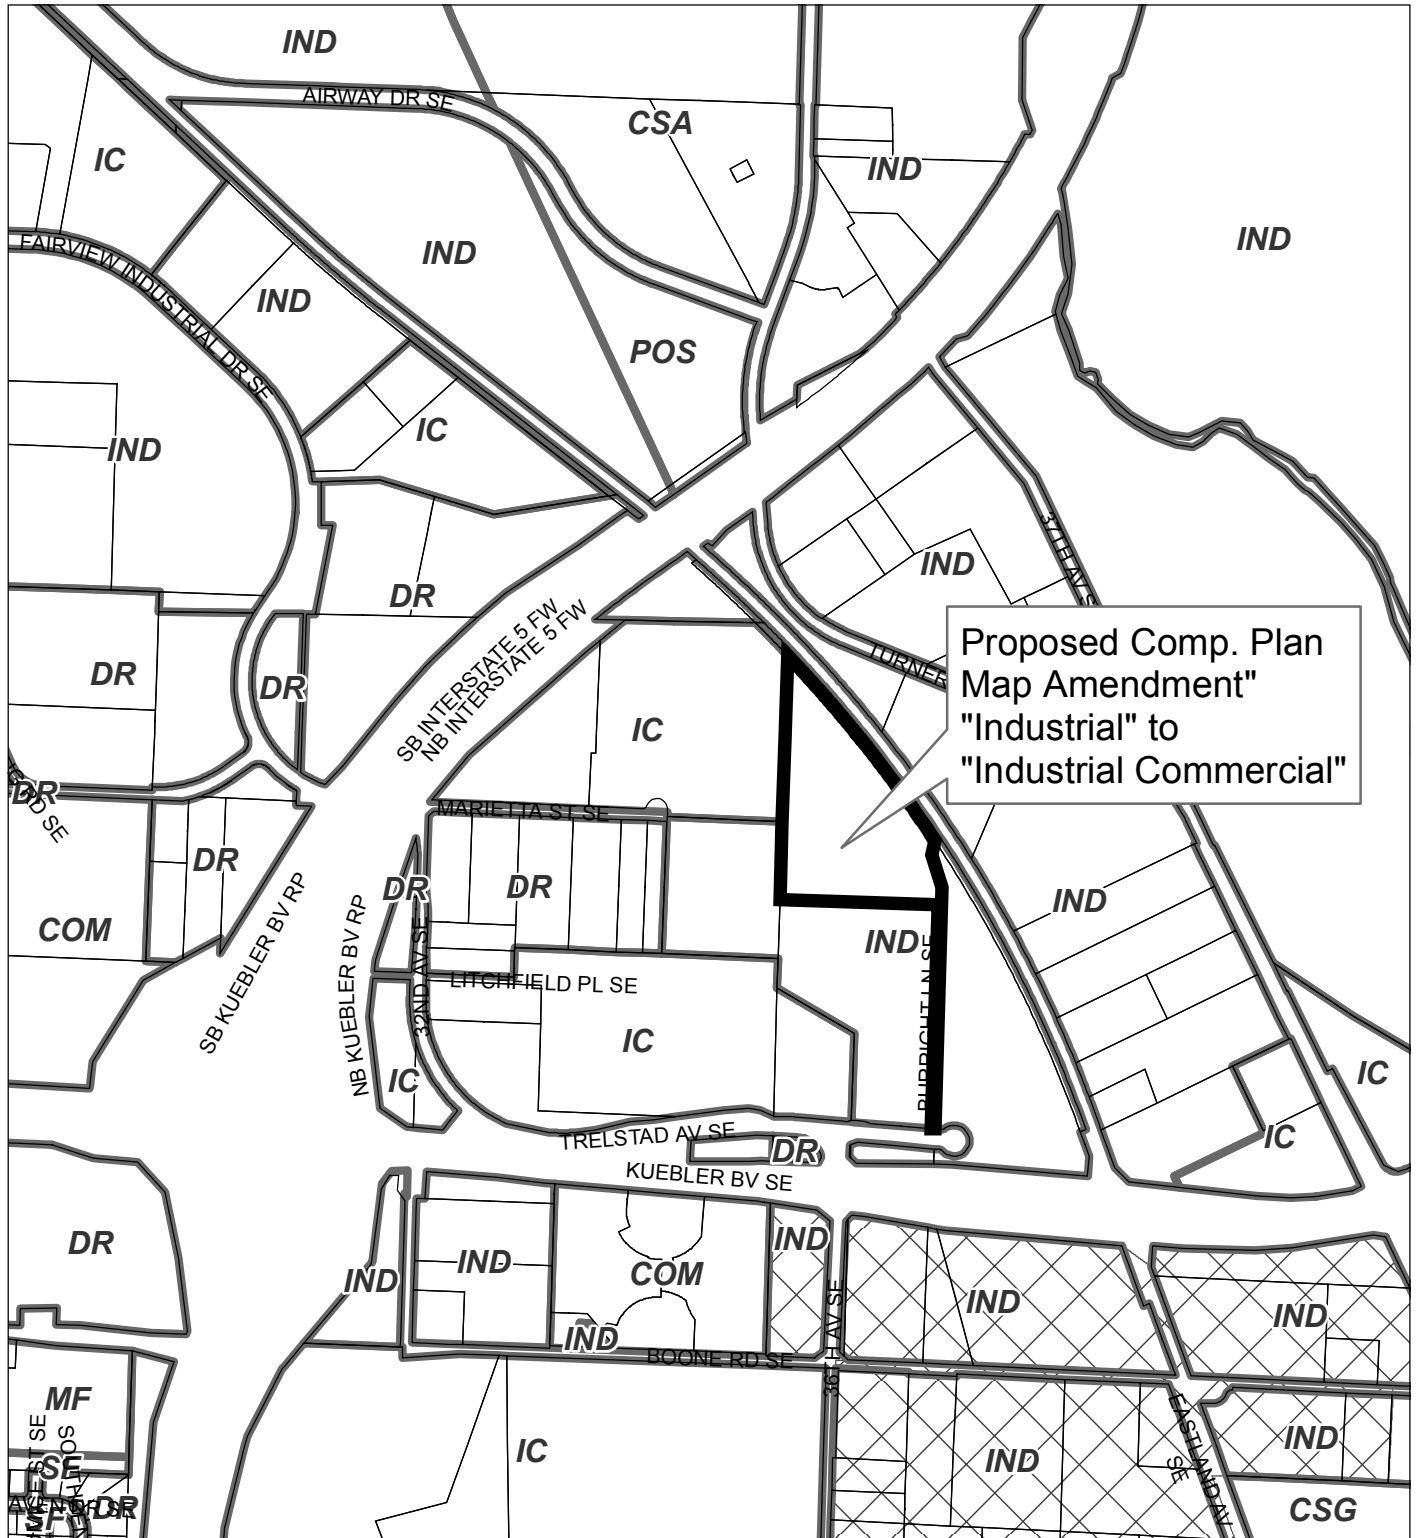 IND
AIRWAY DR SE
CSA
IC
IND
IND
IND
FAIRVIEW INDUSTRIAL DR SE
IND
POS
IC
IND
37TH AV S
IND
DR
SB INTERSTATE 5 FW
NB INTERSTATE 5 FW
Proposed Comp. Plan
Map Amendment"
"Industrial" to
"Industrial Commercial"
TURNER
DR
DR
IC
DR
RD SE
MARIETTA ST SE
DR
DR
DR
IND
COM
SB KUEBLER BV RP
NB KUEBLER BV RP
32ND AV SE
IND
LITCHFIELD PL SE
IC
IC
IC
IC
TRELSTAD AV SE
DR
KUEBLER BV SE
DR
IND
IND
COM
IND
IND
IND
IND
BOONE RD SE
36TH AV SE
MF
IC
IND
EASTLAND AV
SE
IND
SF
DR
CSG